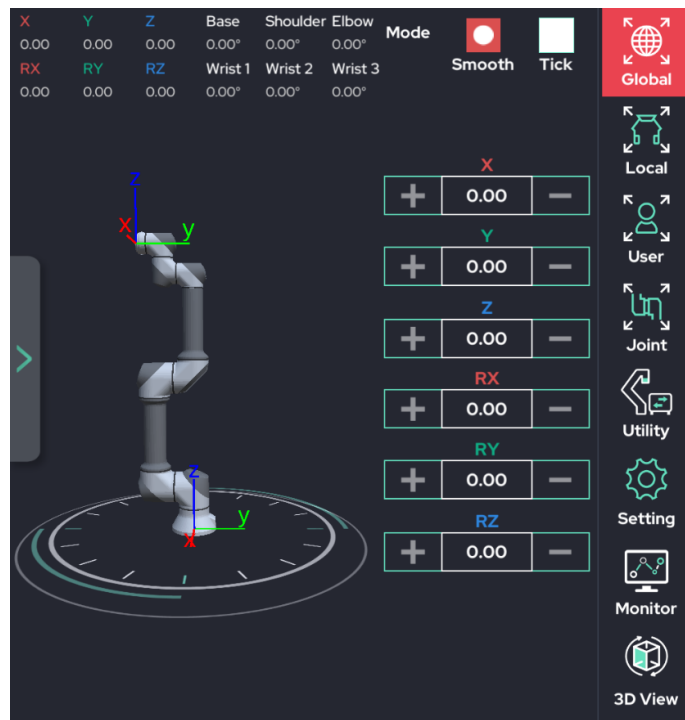 X Y Z Base Shoulder Elbow
0.00 0.00 0.00 0.00° 0.00° 0.00°
RX RY RZ Wrist 1 Wrist 2 Wrist 3
0.00 0.00 0.00 0.00° 0.00° 0.00°
Mode
Smooth Tick
Global
Local
User
Joint
Utility
Setting
Monitor
3D View
X
+ 0.00 −
Y
+ 0.00 −
Z
+ 0.00 −
RX
+ 0.00 −
RY
+ 0.00 −
RZ
+ 0.00 −
z
x y
z
y
x
>